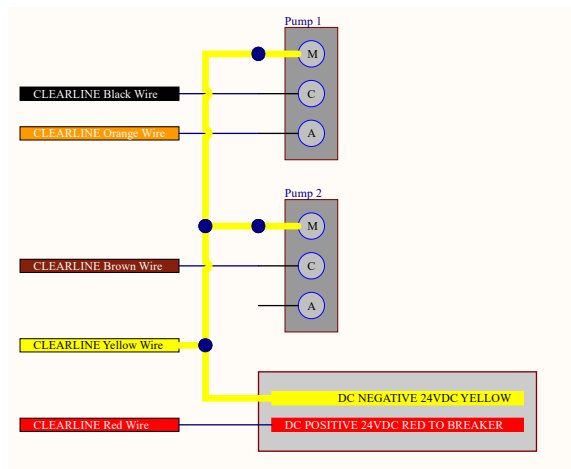 Pump 1
M
CLEARLINE Black Wire
C
CLEARLINE Orange Wire
A
Pump 2
M
CLEARLINE Brown Wire
C
A
CLEARLINE Yellow Wire
DC NEGATIVE 24VDC YELLOW
CLEARLINE Red Wire
DC POSITIVE 24VDC RED TO BREAKER